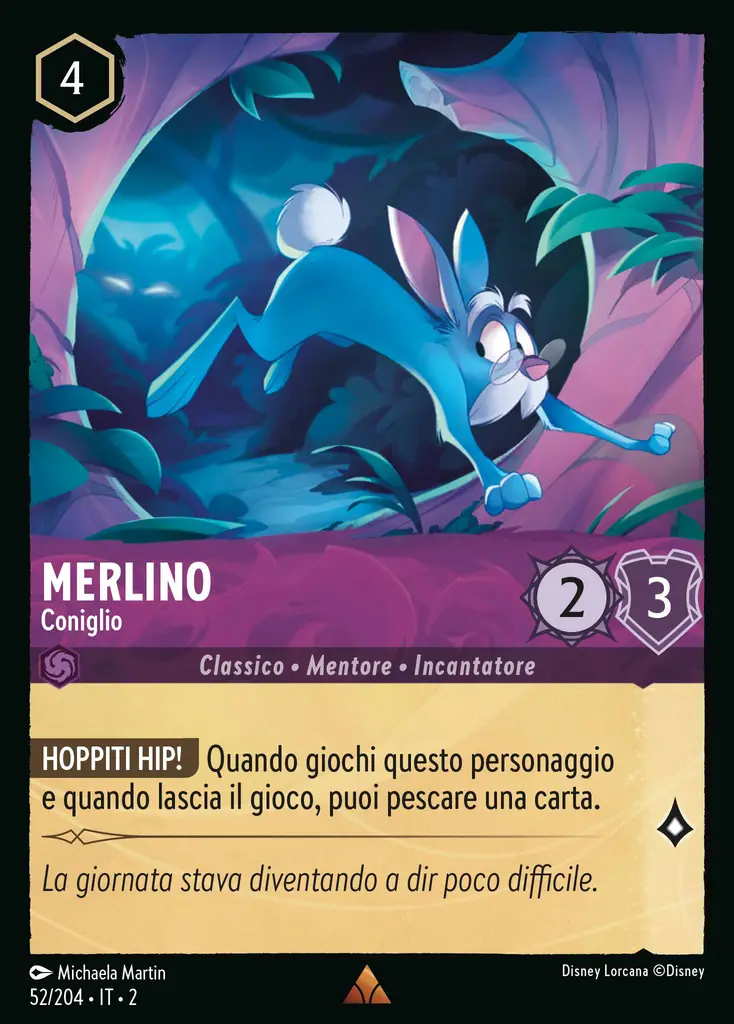 4
MERLINO
Coniglio
2
3
Classico • Mentore • Incantatore
HOPPITI HIP! Quando giochi questo personaggio
e quando lascia il gioco, puoi pescare una carta.
La giornata stava diventando a dir poco difficile.
Michaela Martin
Disney Lorcana ©Disney
52/204 • IT • 2